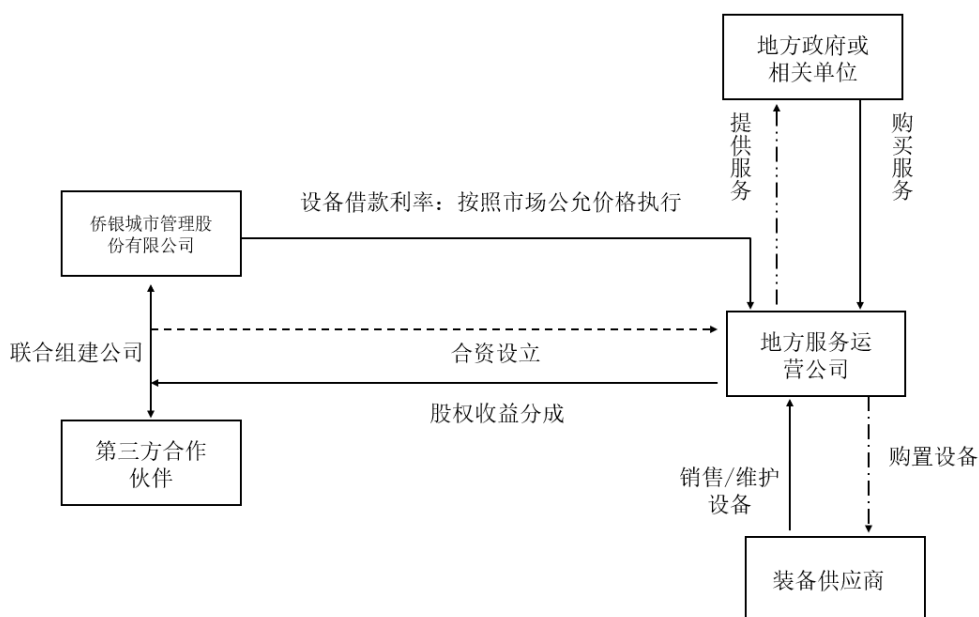 地方政府或
相关单位
提供服务
购买服务
设备借款利率：按照市场公允价格执行
侨银城市管理股
份有限公司
联合组建公司
合资设立
地方服务运
营公司
股权收益分成
第三方合作
伙伴
销售/维护
设备
购置设备
装备供应商